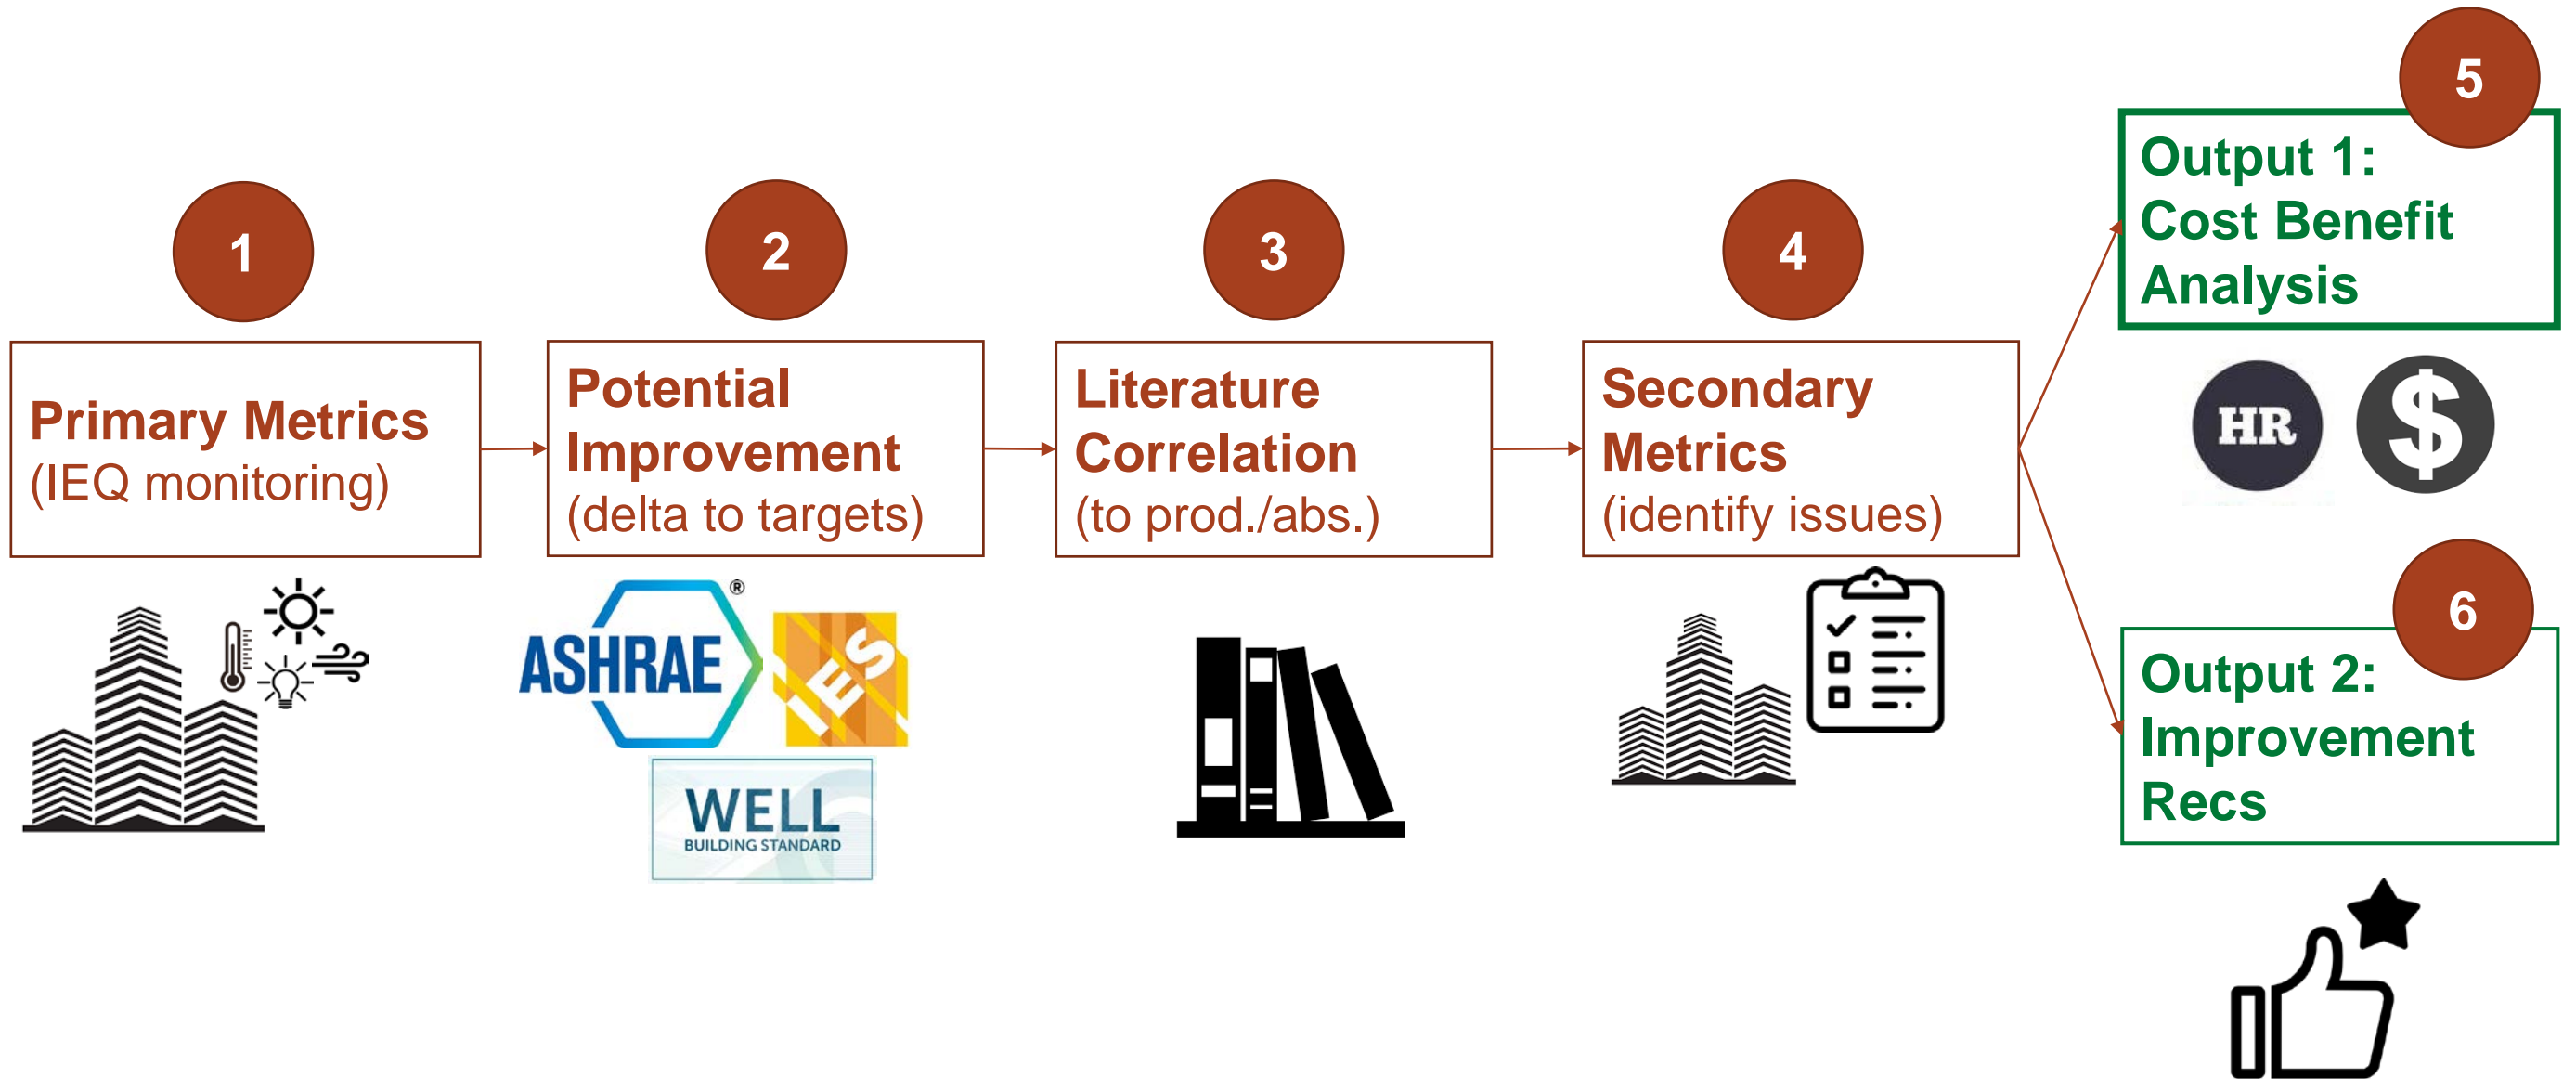 1
Primary Metrics
(IEQ monitoring)
2
Potential
Improvement
(delta to targets)
ASHRAE®
IES
WELL
BUILDING STANDARD
3
Literature
Correlation
(to prod./abs.)
4
Secondary
Metrics
(identify issues)
5
Output 1:
Cost Benefit
Analysis
HR
$
6
Output 2:
Improvement
Recs